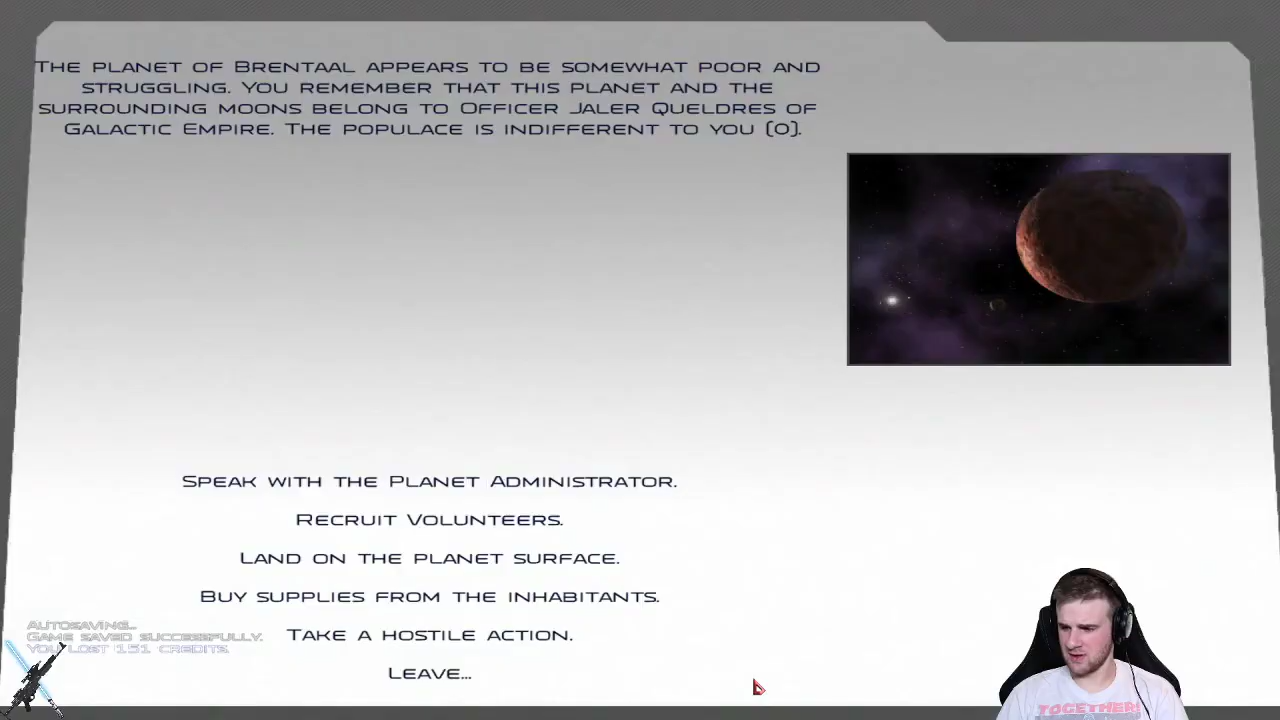 The planet of Brentaal appears to be somewhat poor and
struggling. You remember that this planet and the
surrounding moons belong to Officer Jaler Queldres of
Galactic Empire. The populace is indifferent to you (0).
Speak with the Planet Administrator.
Recruit Volunteers.
Land on the planet surface.
Buy supplies from the inhabitants.
Take a hostile action.
Leave...
Autosaving...
Game saved successfully.
You lost 151 credits.
TOGETHER!